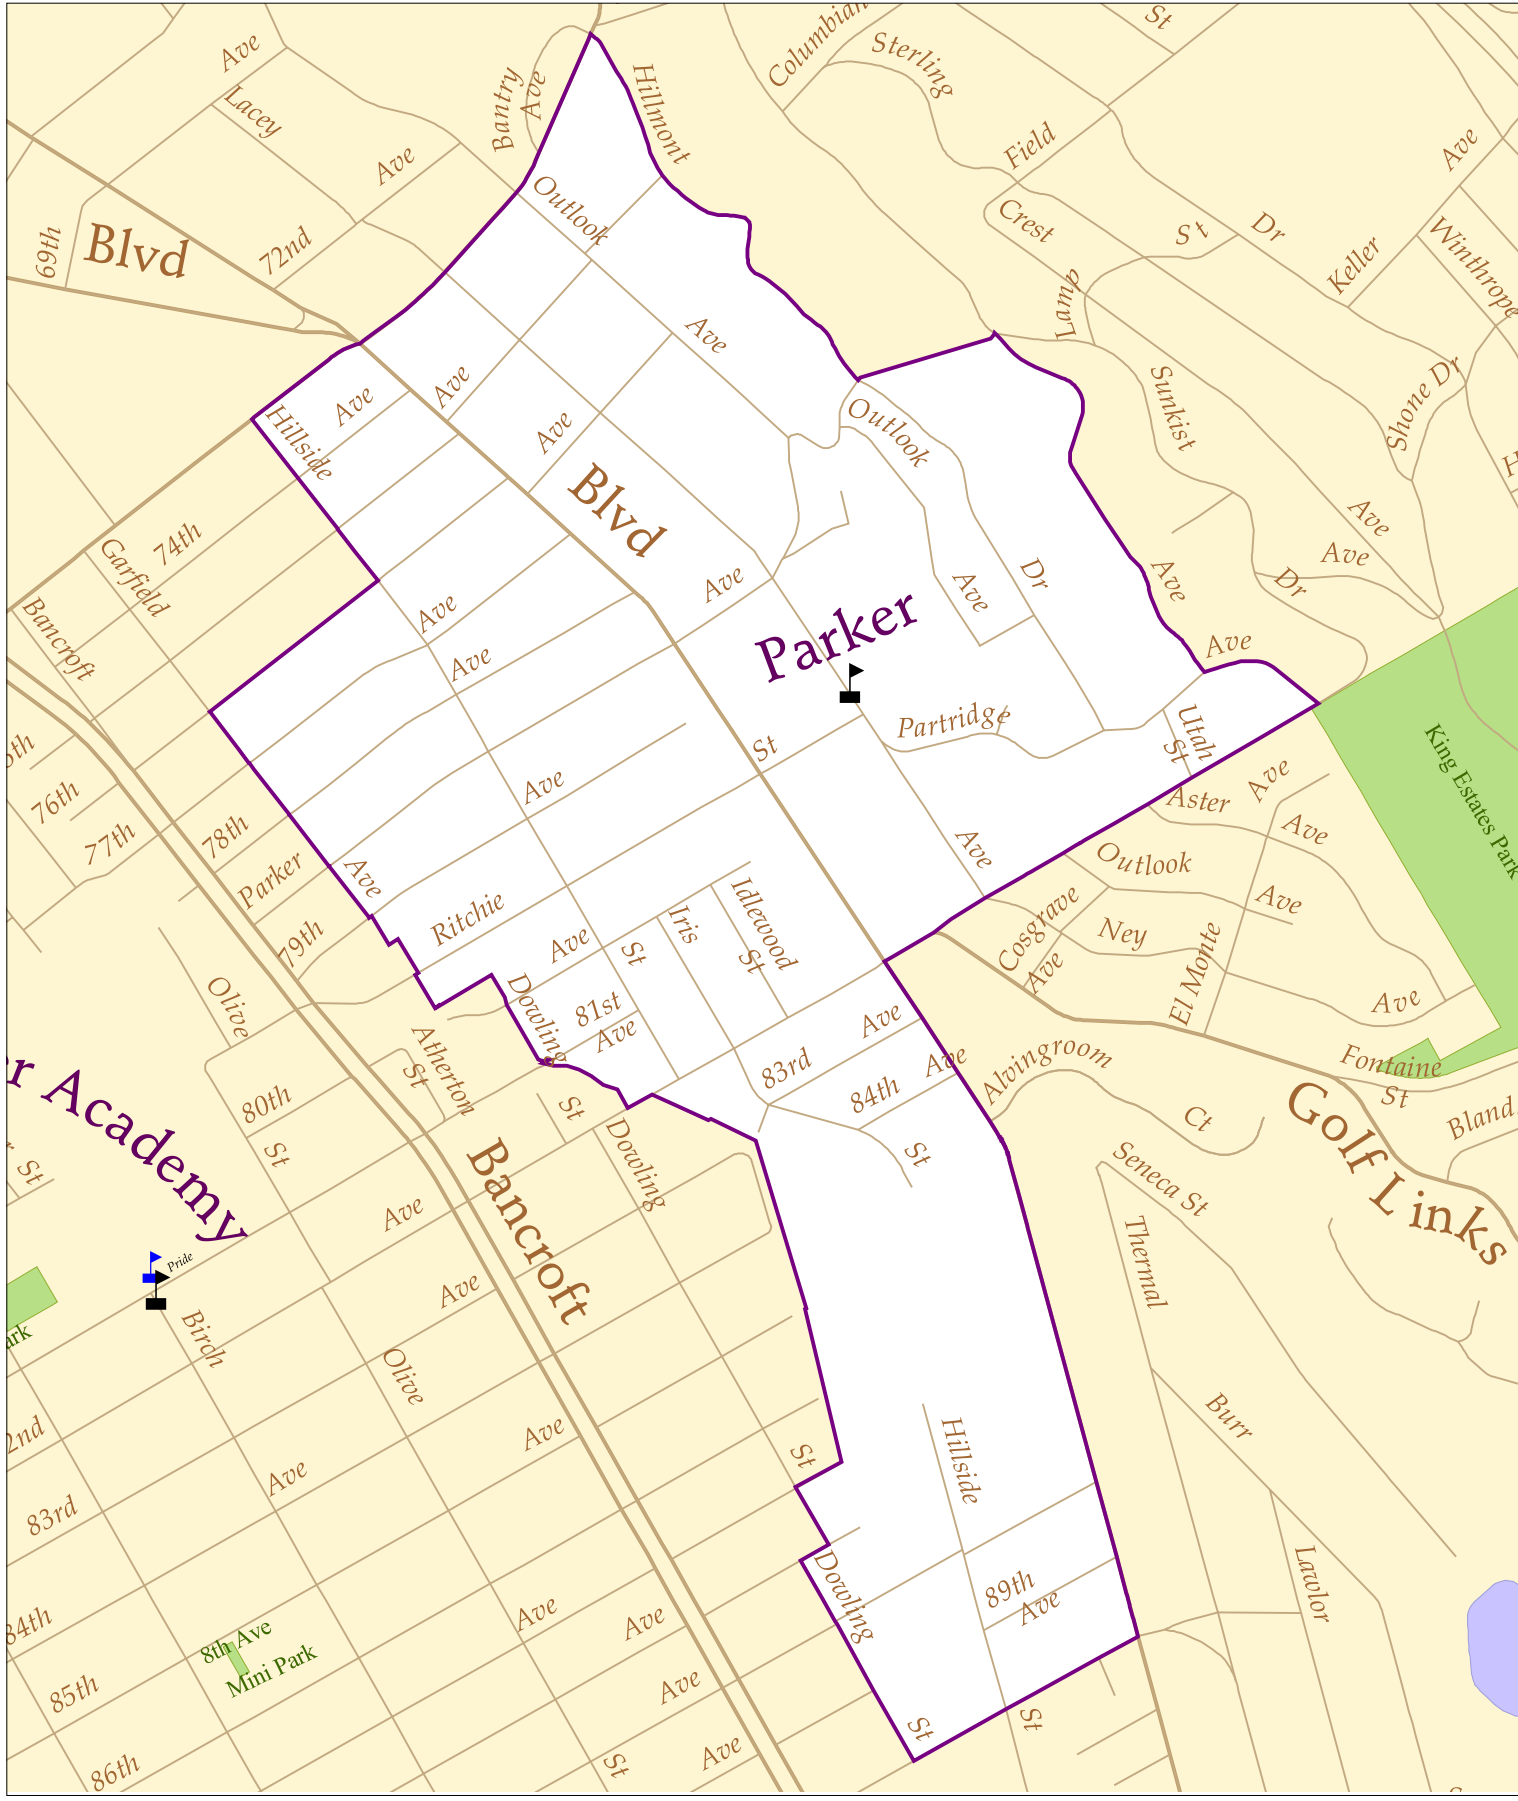 Ave
Lacey
Ave
Bantry
Ave
Hillmont
Columbian
Sterling
St
Field
Ave
69th
Blvd
72nd
Outlook
Crest
St
Dr
Keller
Winthrope
Lamp
Ave
Ave
Ave
Hillside
Ave
Outlook
Sunkist
Shone Dr
H
Blvd
74th
Garfield
Bancroft
Ave
Ave
Ave
Ave
Dr
Ave
Ave
Ave
Dr
Ave
Parker
Partridge
Utah
St
St
King Estates Park
5th
76th
77th
78th
Ave
Aster
Ave
Ave
Parker
Ave
Ave
Outlook
Ave
79th
Ritchie
Ave
St
Iris
Idlewood
St
Cosgrave
Ave
Ney
El Monte
Ave
Olive
Dowling
81st
Ave
Ave
83rd
84th
Ave
Alvingroom
Ct
Fontaine
St
Bland
Golf Links
r Academy
80th
St
Atherton
St
St
Dowling
St
Seneca St
Thermal
r St
Pride
Birch
Ave
Bancroft
Ave
ark
Olive
2nd
Ave
Ave
St
Burr
83rd
Hillside
84th
8th Ave
Mini Park
Ave
Ave
Dowling
89th
Ave
Lawlor
85th
Ave
St
St
86th
St
Ave